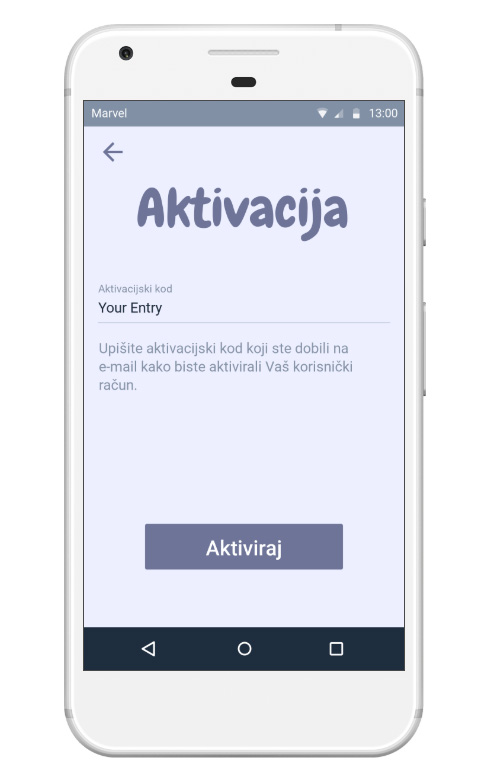 Marvel 13:00
Aktivacija
Aktivacijski kod
Your Entry
Upišite aktivacijski kod koji ste dobili na
e-mail kako biste aktivirali Vaš korisnički
račun.
Aktiviraj